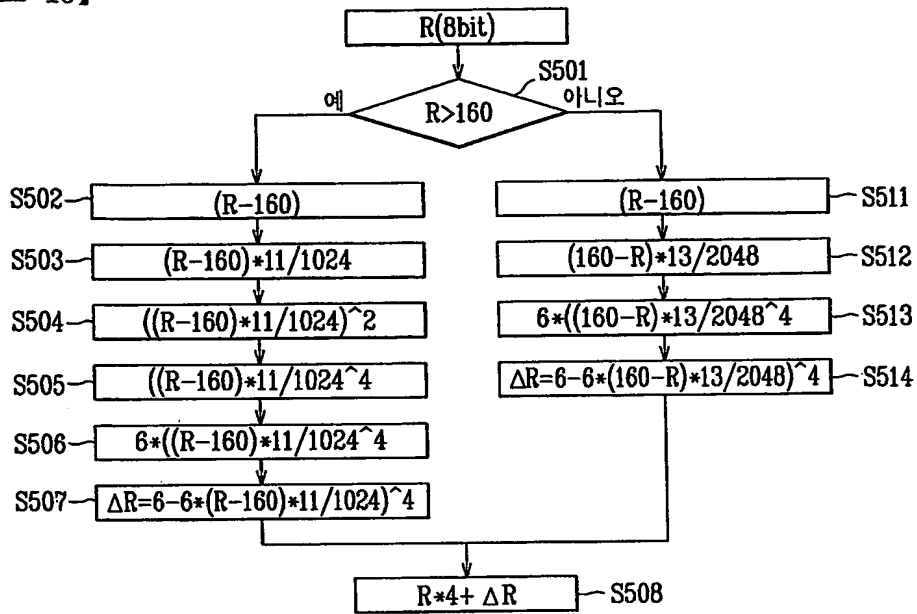 10】
R(8bit)
S501
예
R>160
아니오
S502
(R-160)
(R-160)
S511
S503
(R-160)*11/1024
(160-R)*13/2048
S512
S504
((R-160)*11/1024)^2
6*((160-R)*13/2048^4
S513
S505
((R-160)*11/1024^4
ΔR=6-6*(160-R)*13/2048)^4
S514
S506
6*((R-160)*11/1024^4
S507
ΔR=6-6*(R-160)*11/1024)^4
R*4+ ΔR
S508